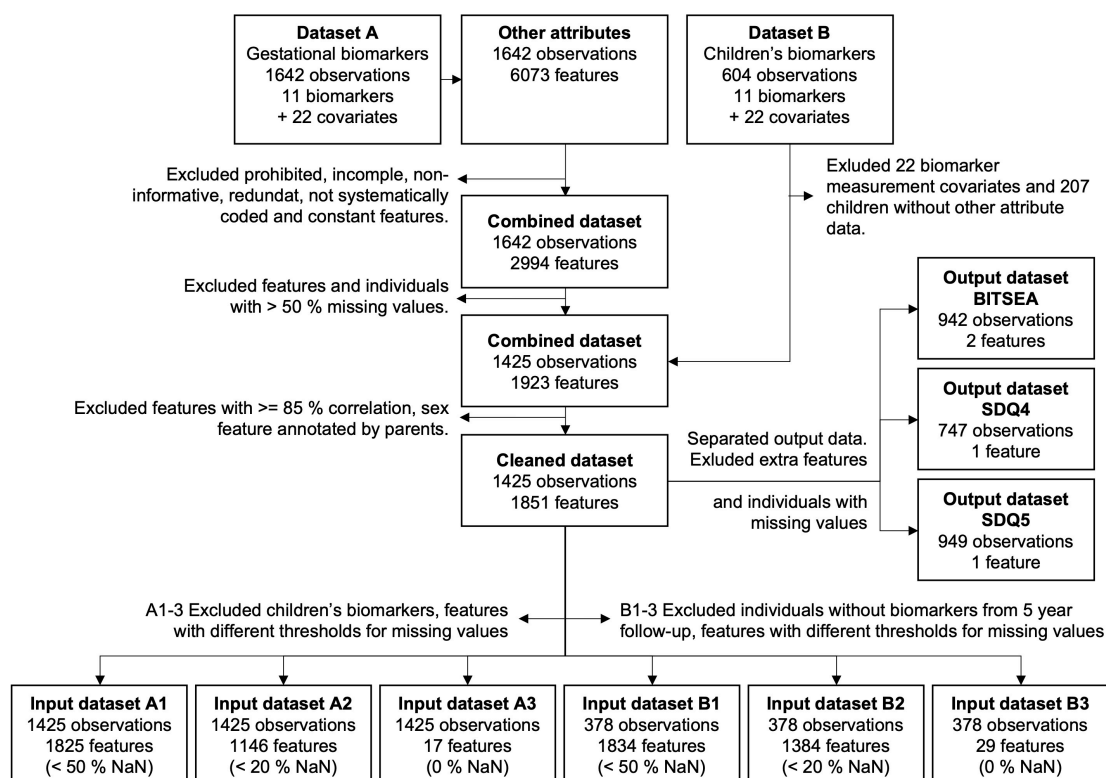 Dataset A
Gestational biomarkers
1642 observations
11 biomarkers
+ 22 covariates
Other attributes
1642 observations
6073 features
Dataset B
Children’s biomarkers
604 observations
11 biomarkers
+ 22 covariates
Excluded prohibited, incomple, non-
informative, redundat, not systematically
coded and constant features.
Exluded 22 biomarker
measurement covariates and 207
children without other attribute
data.
Combined dataset
1642 observations
2994 features
Excluded features and individuals
with > 50 % missing values.
Combined dataset
1425 observations
1923 features
Output dataset
BITSEA
942 observations
2 features
Excluded features with >= 85 % correlation, sex
feature annotated by parents.
Output dataset
SDQ4
747 observations
1 feature
Cleaned dataset
1425 observations
1851 features
Separated output data.
Exluded extra features
and individuals with
missing values
Output dataset
SDQ5
949 observations
1 feature
A1-3 Excluded children’s biomarkers, features
with different thresholds for missing values
B1-3 Excluded individuals without biomarkers from 5 year
follow-up, features with different thresholds for missing values
Input dataset A1
1425 observations
1825 features
(< 50 % NaN)
Input dataset A2
1425 observations
1146 features
(< 20 % NaN)
Input dataset A3
1425 observations
17 features
(0 % NaN)
Input dataset B1
378 observations
1834 features
(< 50 % NaN)
Input dataset B2
378 observations
1384 features
(< 20 % NaN)
Input dataset B3
378 observations
29 features
(0 % NaN)